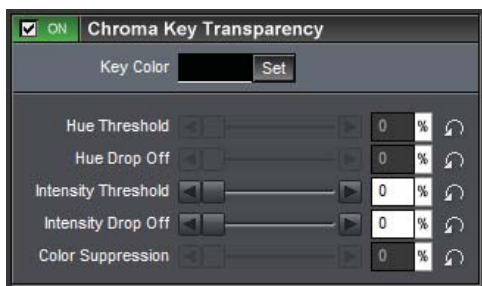 ON Chroma Key Transparency
Key Color Set
Hue Threshold 0 %
Hue Drop Off 0 %
Intensity Threshold 0 %
Intensity Drop Off 0 %
Color Suppression 0 %